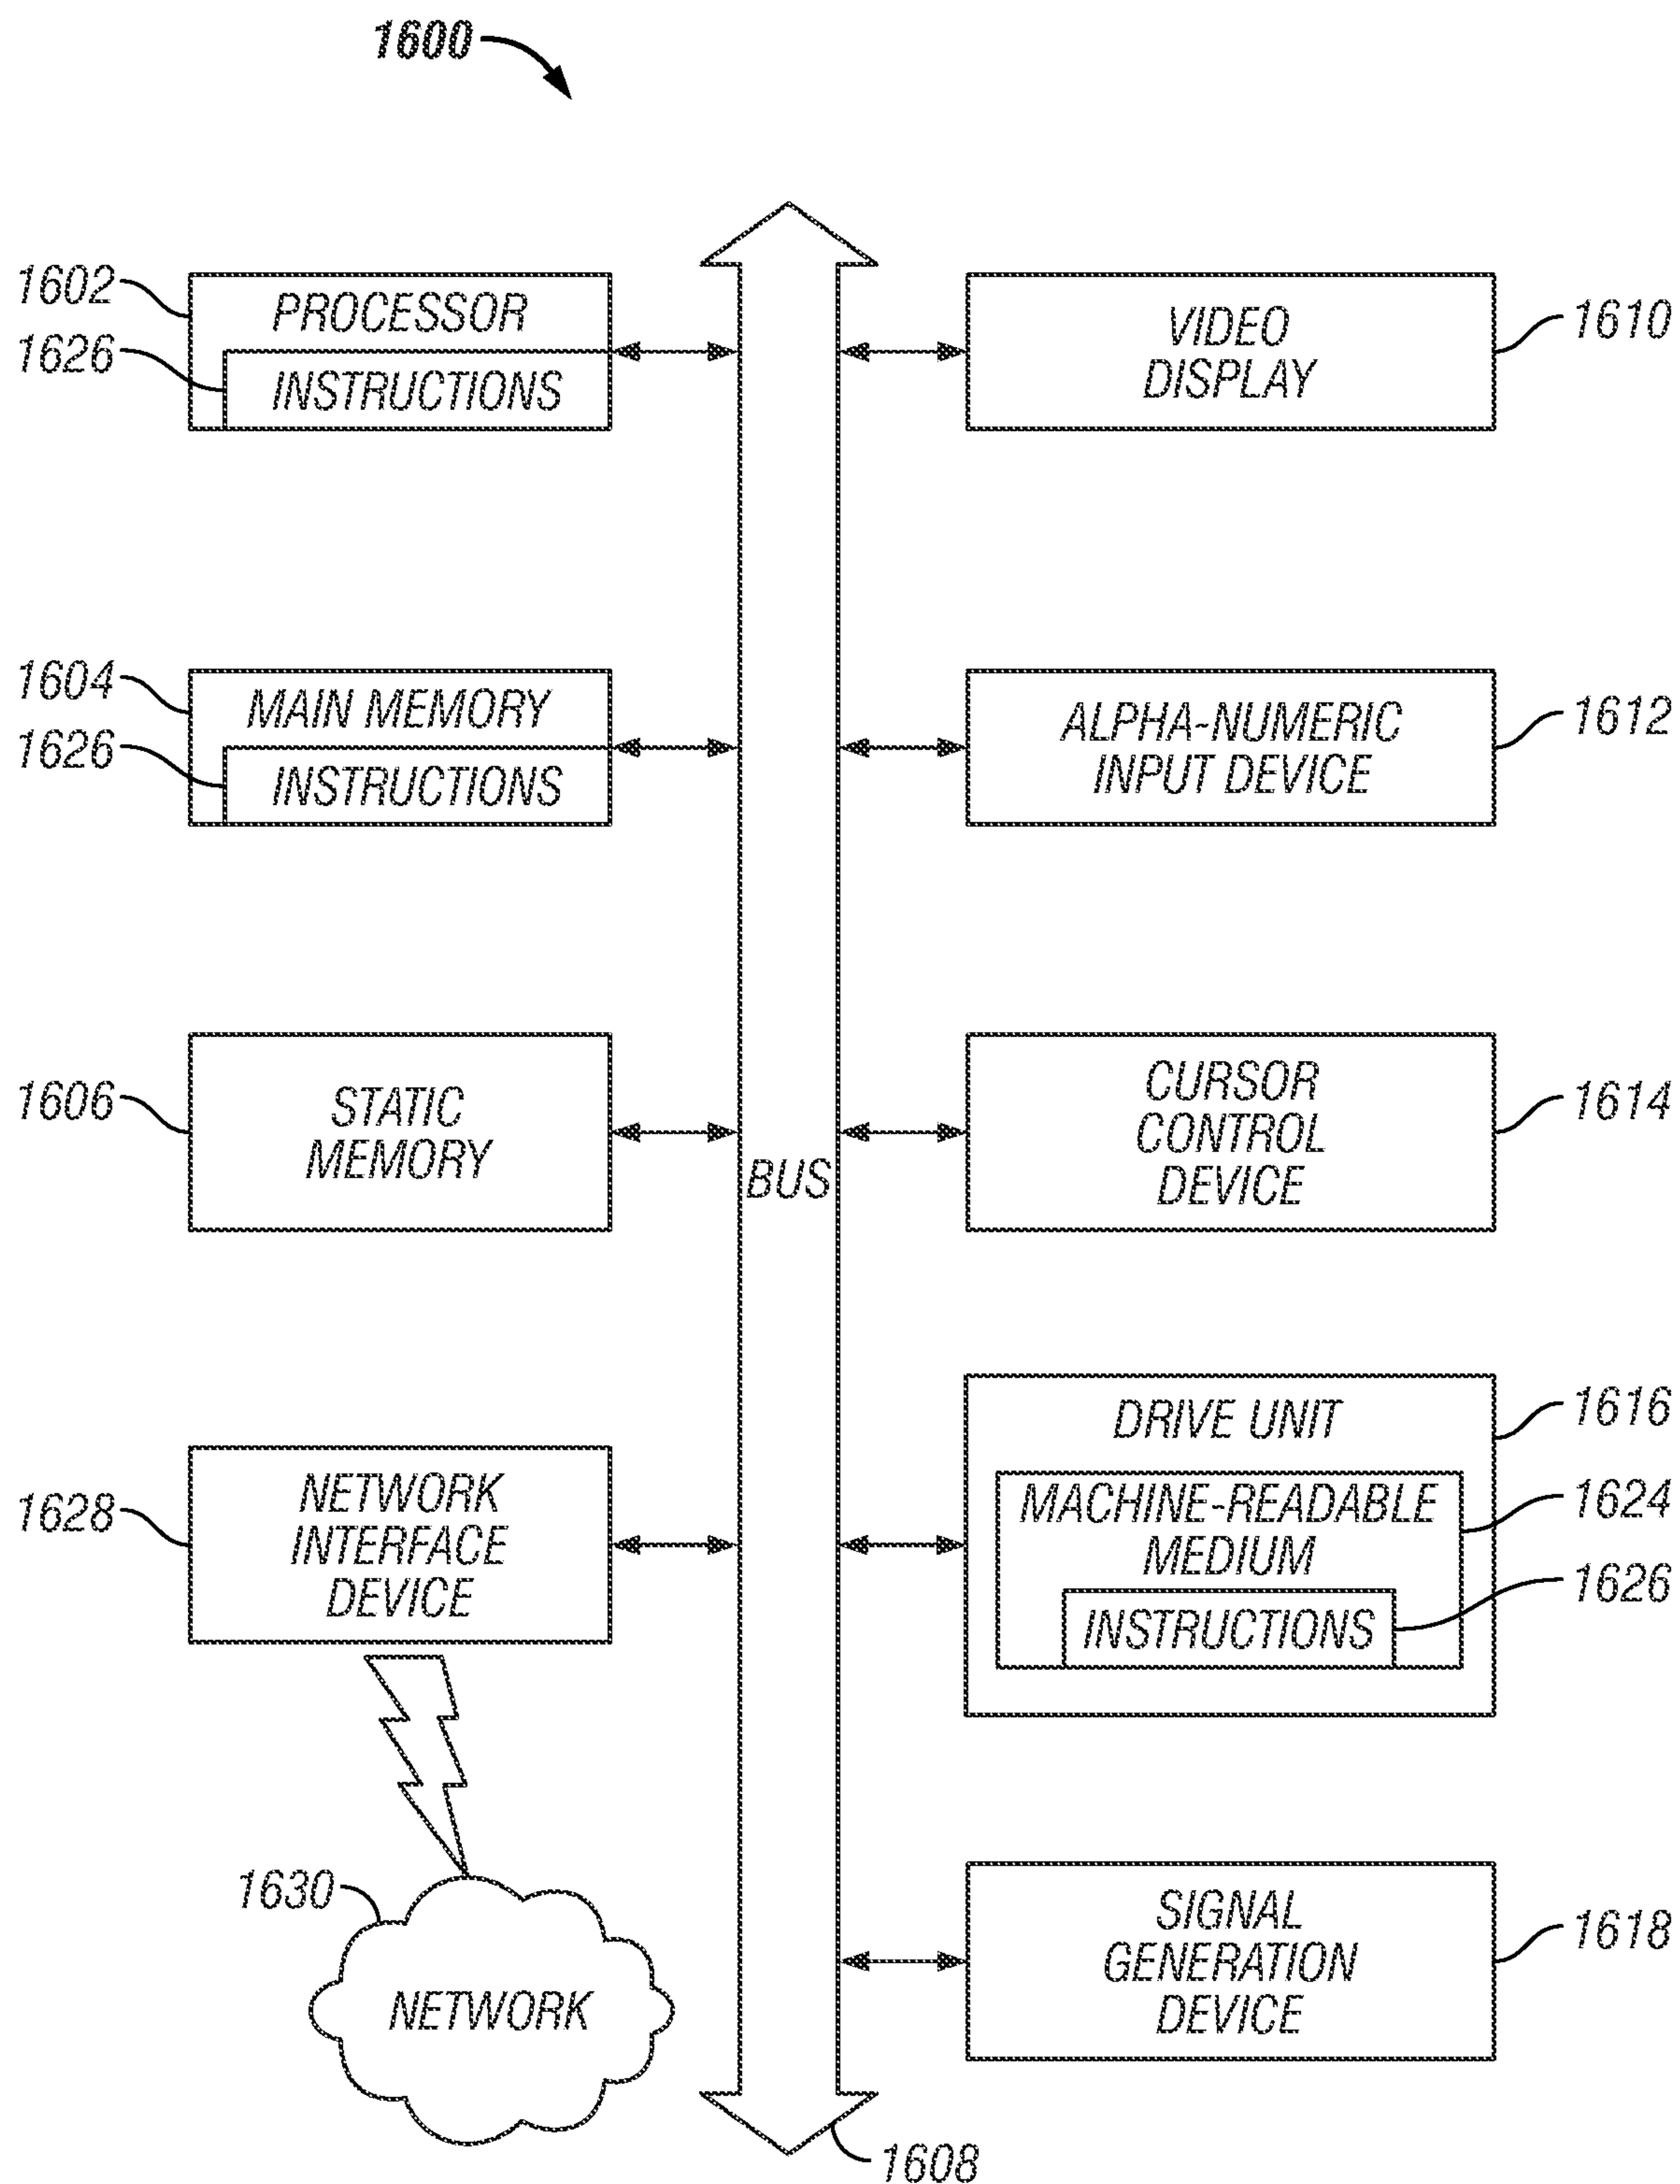 1600
1602
PROCESSOR
1626
INSTRUCTIONS
1604
MAIN MEMORY
1626
INSTRUCTIONS
1606
STATIC
MEMORY
1628
NETWORK
INTERFACE
DEVICE
1630
NETWORK
BUS
1608
VIDEO
DISPLAY
1610
ALPHA-NUMERIC
INPUT DEVICE
1612
CURSOR
CONTROL
DEVICE
1614
DRIVE UNIT
1616
MACHINE-READABLE
MEDIUM
1624
INSTRUCTIONS
1626
SIGNAL
GENERATION
DEVICE
1618